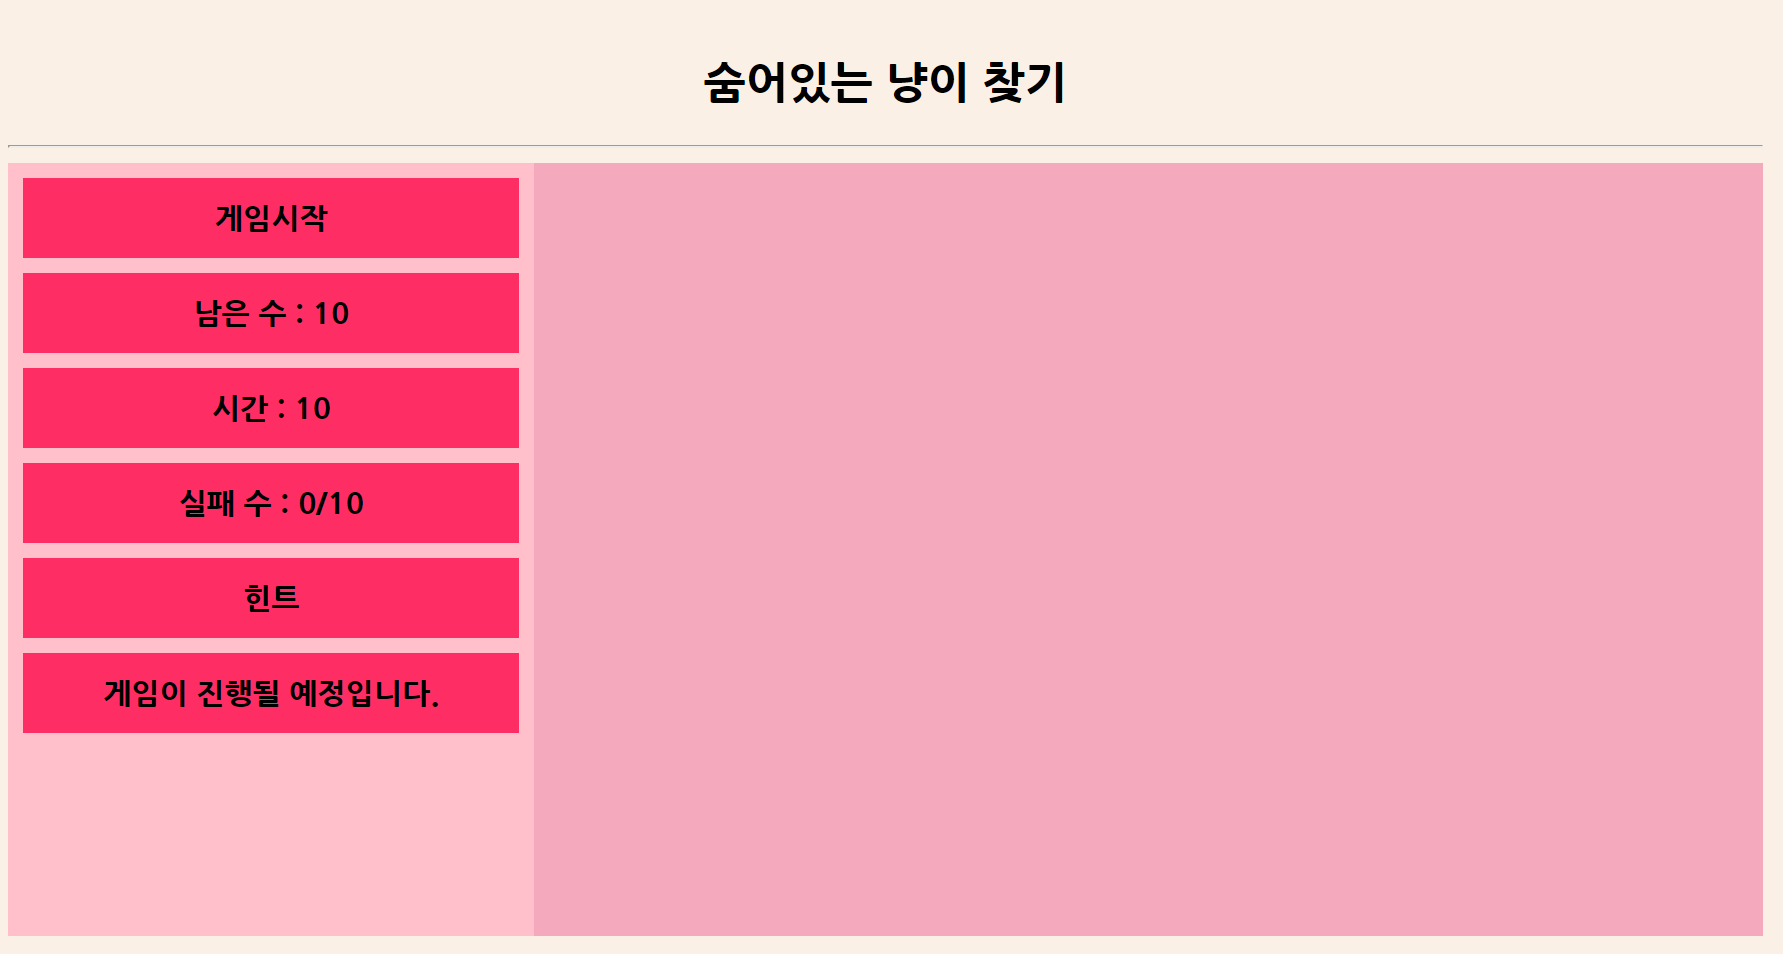 숨어있는 냥이 찾기
게임시작
남은 수 : 10
시간 : 10
실패 수 : 0/10
힌트
게임이 진행될 예정입니다.